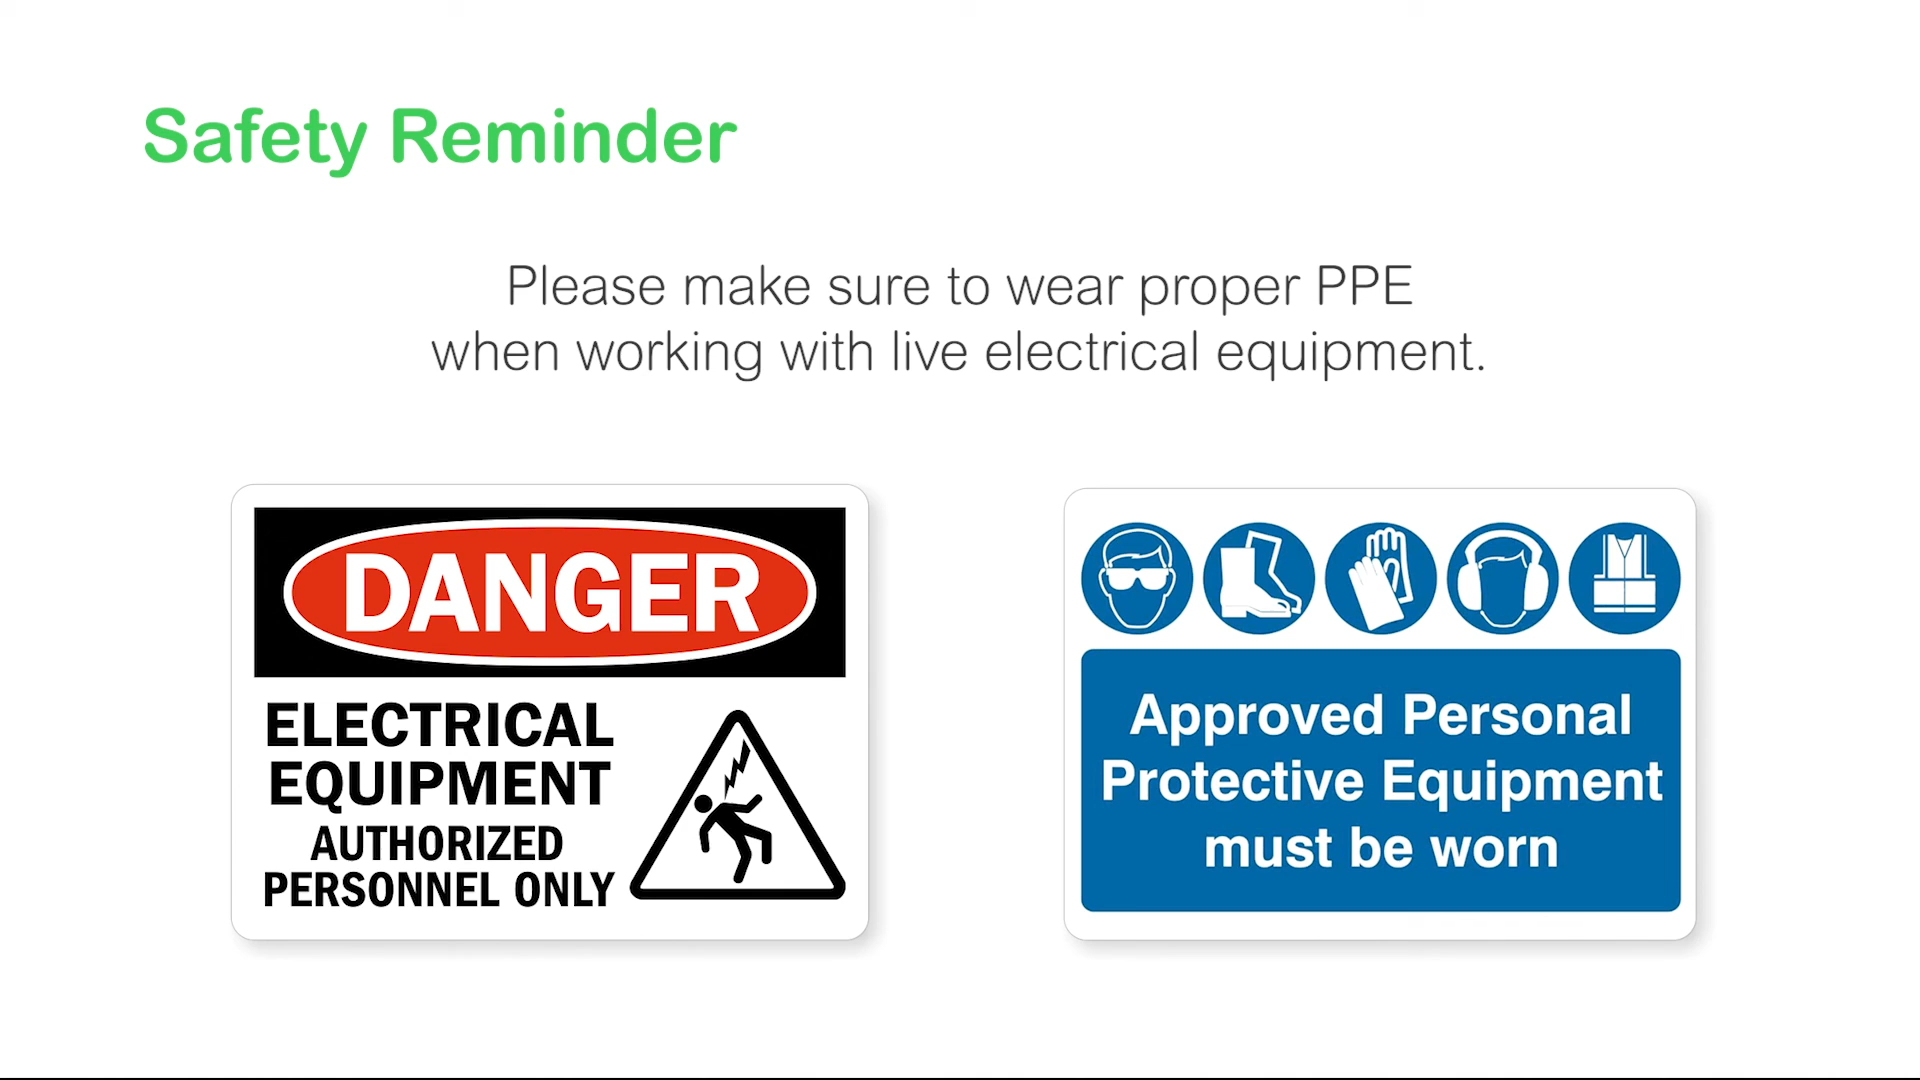 Safety Reminder
Please make sure to wear proper PPE
when working with live electrical equipment.
DANGER
ELECTRICAL
EQUIPMENT
AUTHORIZED
PERSONNEL ONLY
Approved Personal
Protective Equipment
must be worn